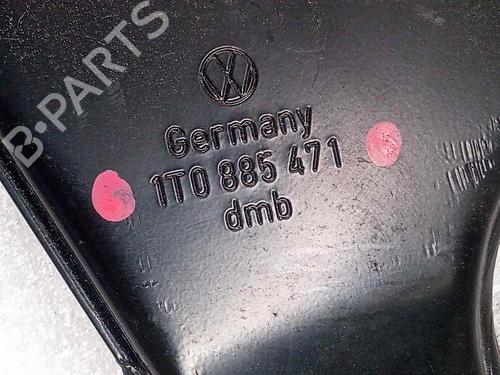 B-PARTS
VW
Germany
1T0 885 471
dmb